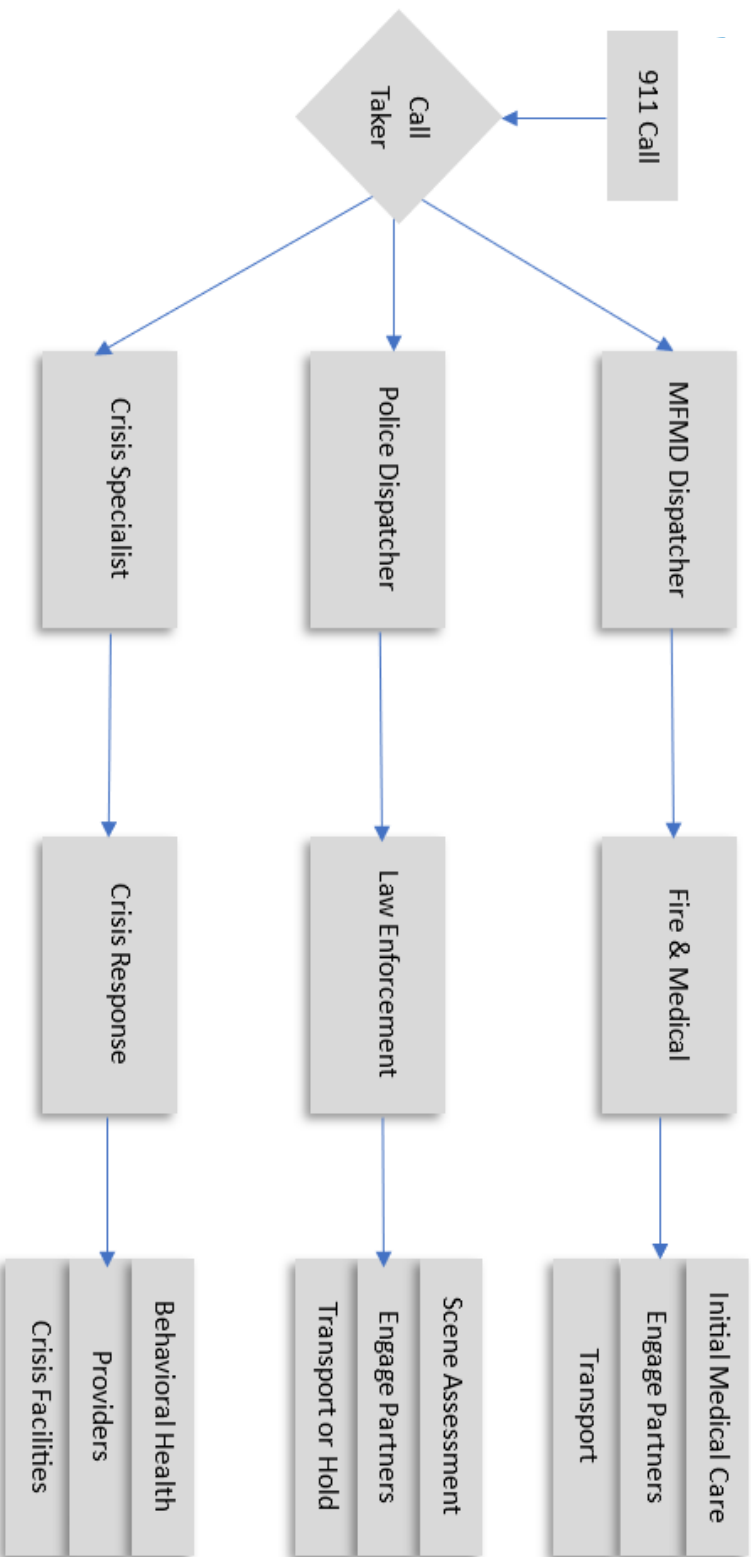 911 Call
Call
Taker
MFMD Dispatcher
Fire & Medical
Initial Medical Care
Engage Partners
Transport
Police Dispatcher
Law Enforcement
Scene Assessment
Engage Partners
Transport or Hold
Crisis Specialist
Crisis Response
Behavioral Health
Providers
Crisis Facilities